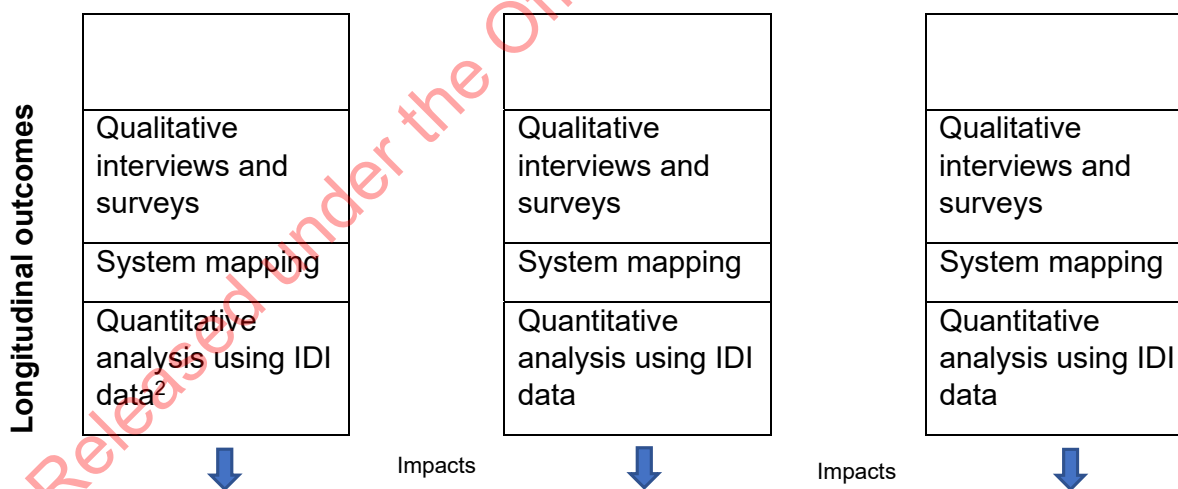 Longitudinal outcomes
Qualitative
interviews and
surveys
System mapping
Quantitative
analysis using IDI
data²
Qualitative
interviews and
surveys
System mapping
Quantitative
analysis using IDI
data
Qualitative
interviews and
surveys
System mapping
Quantitative
analysis using IDI
data
Impacts
Impacts
Released under the